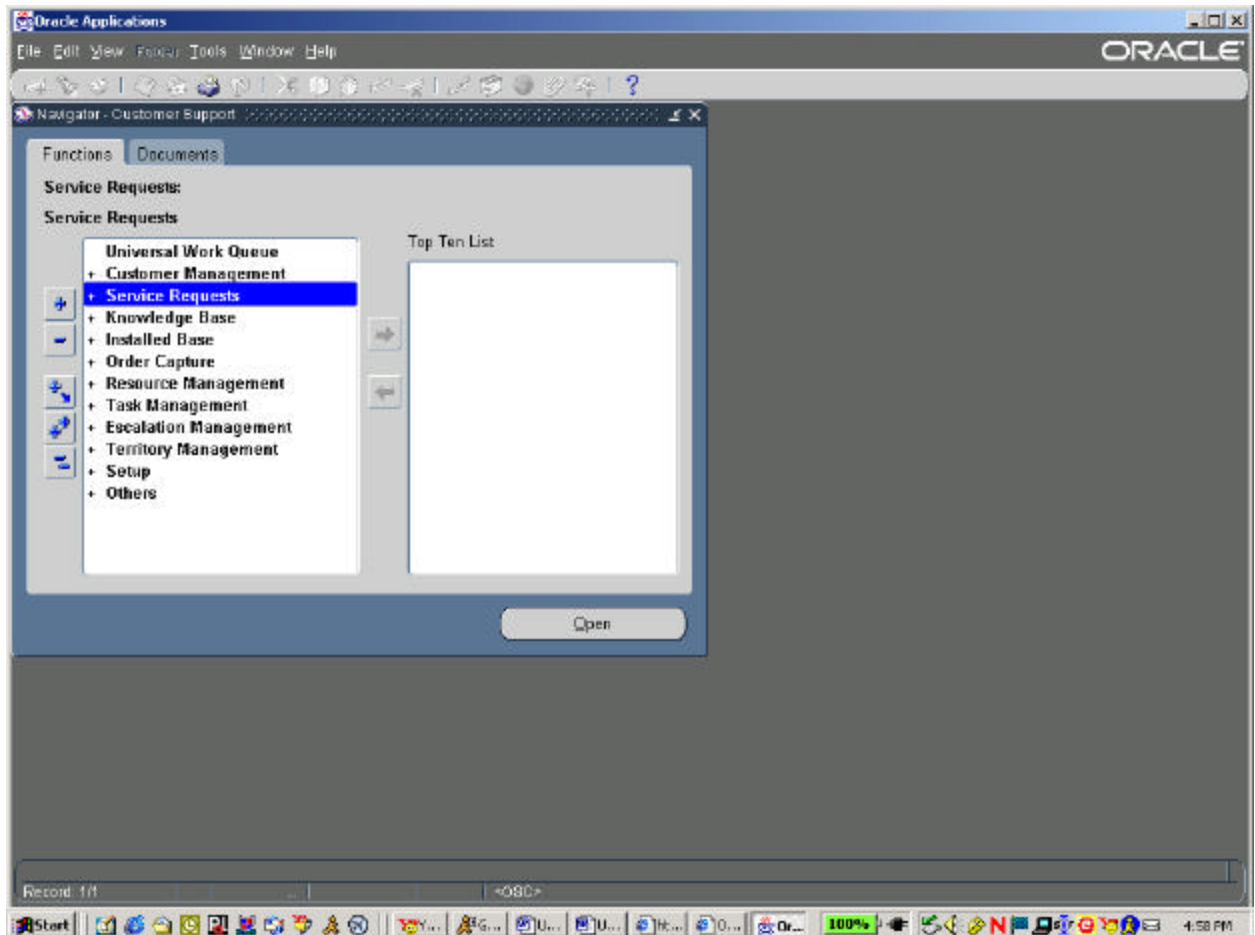 Oracle Applications
File Edit View Folder Tools Window Help
ORACLE
Navigator - Customer Support
Functions Documents
Service Requests:
Service Requests
Top Ten List
Universal Work Queue
+ Customer Management
+ Service Requests
+ Knowledge Base
+ Installed Base
+ Order Capture
+ Resource Management
+ Task Management
+ Escalation Management
+ Territory Management
+ Setup
+ Others
Open
Record: 1/1 ... <OSC>
Start Y... G... U... U... ht... O... Or... 100% 4:58 PM